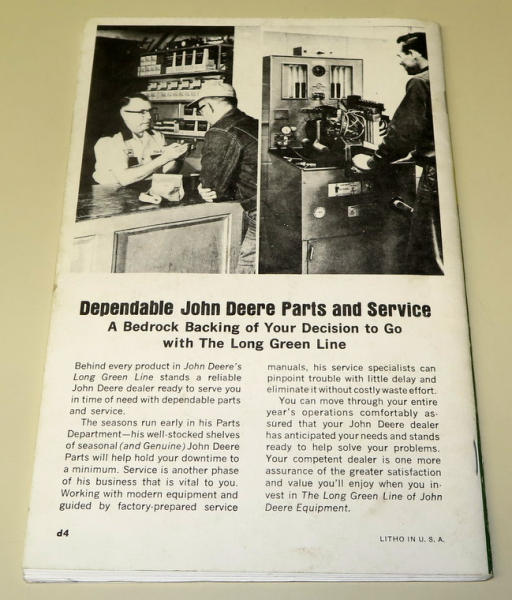 Dependable John Deere Parts and Service
A Bedrock Backing of Your Decision to Go
with The Long Green Line
Behind every product in John Deere's
Long Green Line stands a reliable
John Deere dealer ready to serve you
in time of need with dependable parts
and service.
The seasons run early in his Parts
Department—his well-stocked shelves
of seasonal (and Genuine) John Deere
Parts will help hold your downtime to
a minimum. Service is another phase
of his business that is vital to you.
Working with modern equipment and
guided by factory-prepared service
manuals, his service specialists can
pinpoint trouble with little delay and
eliminate it without costly waste effort.
You can move through your entire
year's operations comfortably as-
sured that your John Deere dealer
has anticipated your needs and stands
ready to help solve your problems.
Your competent dealer is one more
assurance of the greater satisfaction
and value you'll enjoy when you in-
vest in The Long Green Line of John
Deere Equipment.
d4
LITHO IN U. S. A.